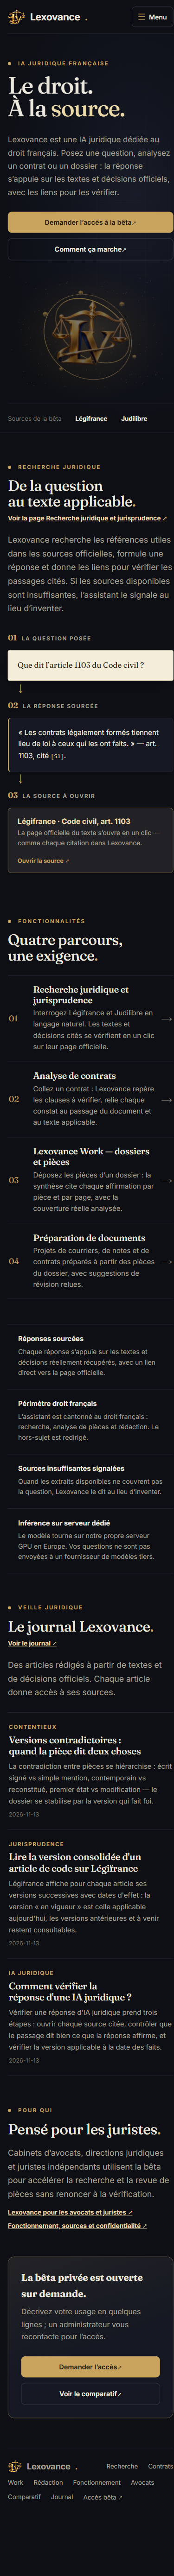 Lexovance .
☰ Menu
IA JURIDIQUE FRANÇAISE
Le droit.
À la source.
Lexovance est une IA juridique dédiée au
droit français. Posez une question, analysez
un contrat ou un dossier : la réponse
s’appuie sur les textes et décisions officiels,
avec les liens pour les vérifier.
Demander l’accès à la bêta↗
Comment ça marche↗
Lv
Sources de la bêta Légifrance Judilibre
RECHERCHE JURIDIQUE
De la question
au texte applicable.
Voir la page Recherche juridique et jurisprudence ↗
Lexovance recherche les références utiles
dans les sources officielles, formule une
réponse et donne les liens pour vérifier les
passages cités. Si les sources disponibles
sont insuffisantes, l’assistant le signale au
lieu d’inventer.
01 LA QUESTION POSÉE
Que dit l’article 1103 du Code civil ?
↓
02 LA RÉPONSE SOURCÉE
« Les contrats légalement formés tiennent
lieu de loi à ceux qui les ont faits. » — art.
1103, cité [S1].
↓
03 LA SOURCE À OUVRIR
Légifrance · Code civil, art. 1103
La page officielle du texte s’ouvre en un clic —
comme chaque citation dans Lexovance.
Ouvrir la source ↗
FONCTIONNALITÉS
Quatre parcours,
une exigence.
01
Recherche juridique et
jurisprudence
Interrogez Légifrance et Judilibre en
langage naturel. Les textes et
décisions cités se vérifient en un clic
sur leur page officielle.
→
02
Analyse de contrats
Collez un contrat : Lexovance repère
les clauses à vérifier, relie chaque
constat au passage du document et
au texte applicable.
→
03
Lexovance Work — dossiers
et pièces
Déposez les pièces d’un dossier : la
synthèse cite chaque affirmation par
pièce et par page, avec la
couverture réelle analysée.
→
04
Préparation de documents
Projets de courriers, de notes et de
contrats préparés à partir des pièces
du dossier, avec suggestions de
révision relues.
→
Réponses sourcées
Chaque réponse s’appuie sur les textes et
décisions réellement récupérés, avec un lien
direct vers la page officielle.
Périmètre droit français
L’assistant est cantonné au droit français :
recherche, analyse de pièces et rédaction. Le
hors-sujet est redirigé.
Sources insuffisantes signalées
Quand les extraits disponibles ne couvrent pas
la question, Lexovance le dit au lieu d’inventer.
Inférence sur serveur dédié
Le modèle tourne sur notre propre serveur
GPU en Europe. Vos questions ne sont pas
envoyées à un fournisseur de modèles tiers.
VEILLE JURIDIQUE
Le journal Lexovance.
Voir le journal ↗
Des articles rédigés à partir de textes et
de décisions officiels. Chaque article
donne accès à ses sources.
CONTENTIEUX
Versions contradictoires :
quand la pièce dit deux choses
La contradiction entre pièces se hiérarchise : écrit
signé vs simple mention, contemporain vs
reconstitué, premier état vs modification — le
dossier se stabilise par la version qui fait foi.
2026-11-13
JURISPRUDENCE
Lire la version consolidée d'un
article de code sur Légifrance
Légifrance affiche pour chaque article ses
versions successives avec dates d'effet : la
version « en vigueur » est celle applicable
aujourd'hui, les versions antérieures et à venir
restent consultables.
2026-11-13
IA JURIDIQUE
Comment vérifier la
réponse d'une IA juridique ?
Vérifier une réponse d'IA juridique prend trois
étapes : ouvrir chaque source citée, contrôler que
le passage dit bien ce que la réponse affirme, et
vérifier la version applicable à la date des faits.
2026-11-13
POUR QUI
Pensé pour les juristes.
Cabinets d’avocats, directions juridiques
et juristes indépendants utilisent la bêta
pour accélérer la recherche et la revue de
pièces sans renoncer à la vérification.
Lexovance pour les avocats et juristes ↗
Fonctionnement, sources et confidentialité ↗
La bêta privée est ouverte
sur demande.
Décrivez votre usage en quelques
lignes ; un administrateur vous
recontacte pour l’accès.
Demander l’accès↗
Voir le comparatif↗
Lexovance . Recherche Contrats
Work Rédaction Fonctionnement Avocats
Comparatif Journal Accès bêta ↗